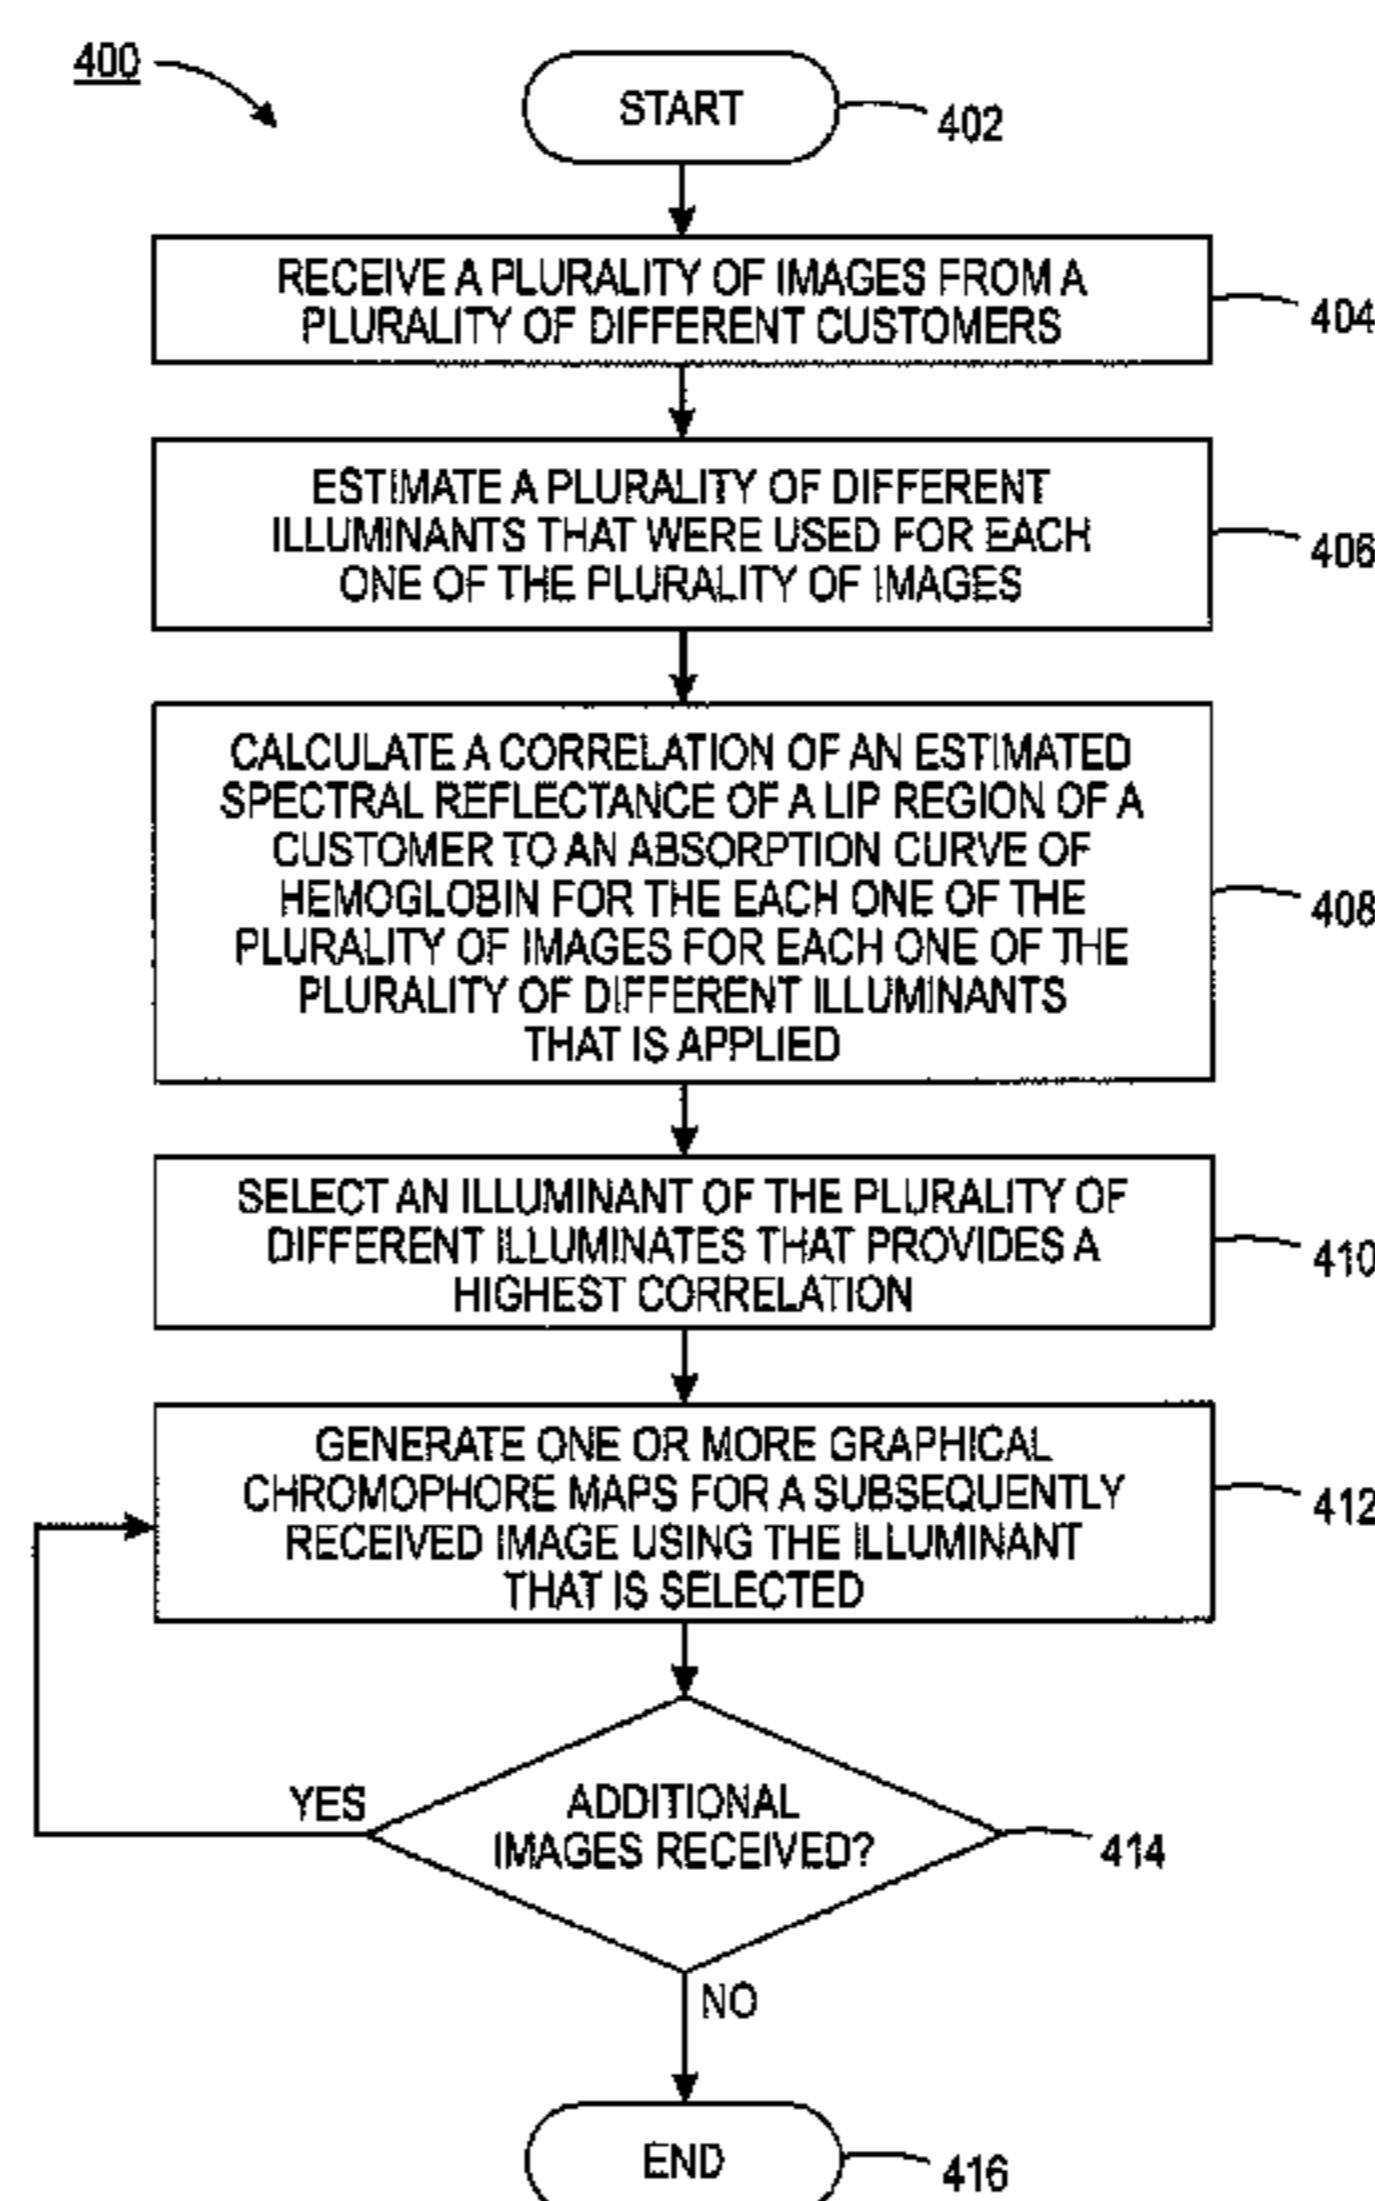 400
START
402
RECEIVE A PLURALITY OF IMAGES FROM A
PLURALITY OF DIFFERENT CUSTOMERS
404
ESTIMATE A PLURALITY OF DIFFERENT
ILLUMINANTS THAT WERE USED FOR EACH
ONE OF THE PLURALITY OF IMAGES
406
CALCULATE A CORRELATION OF AN ESTIMATED
SPECTRAL REFLECTANCE OF A LIP REGION OF A
CUSTOMER TO AN ABSORPTION CURVE OF
HEMOGLOBIN FOR THE EACH ONE OF THE
PLURALITY OF IMAGES FOR EACH ONE OF THE
PLURALITY OF DIFFERENT ILLUMINANTS
THAT IS APPLIED
408
SELECT AN ILLUMINANT OF THE PLURALITY OF
DIFFERENT ILLUMINATES THAT PROVIDES A
HIGHEST CORRELATION
410
GENERATE ONE OR MORE GRAPHICAL
CHROMOPHORE MAPS FOR A SUBSEQUENTLY
RECEIVED IMAGE USING THE ILLUMINANT
THAT IS SELECTED
412
YES
ADDITIONAL
IMAGES RECEIVED?
414
NO
END
416